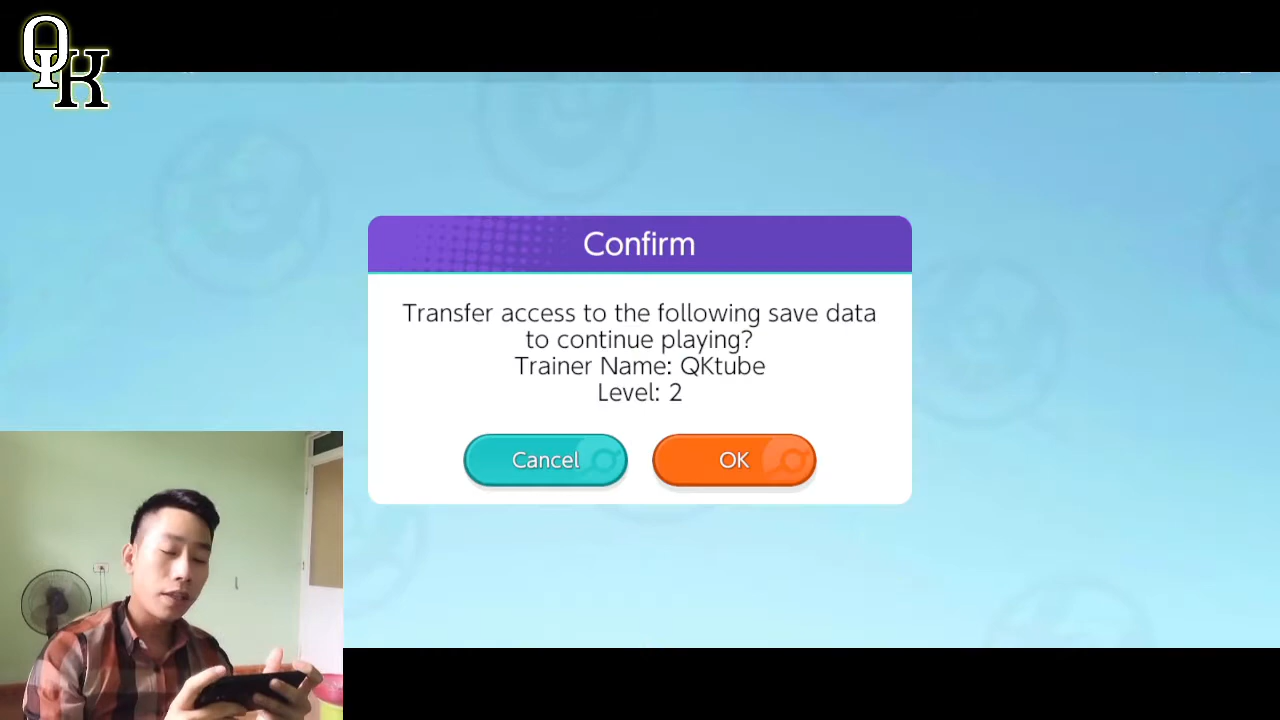 QK
Confirm
Transfer access to the following save data
to continue playing?
Trainer Name: QKtube
Level: 2
Cancel
OK